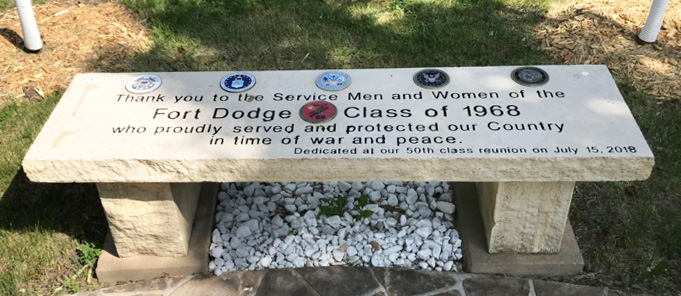 Thank you to the Service Men and Women of the
Fort Dodge Class of 1968
who proudly served and protected our Country
in time of war and peace.
Dedicated at our 50th class reunion on July 15, 2018